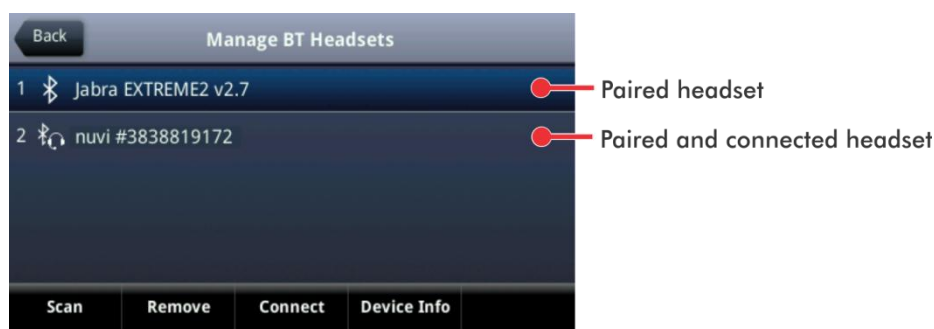 Back
Manage BT Headsets
1 Jabra EXTREME2 v2.7
Paired headset
2 nuvi #3838819172
Paired and connected headset
Scan Remove Connect Device Info